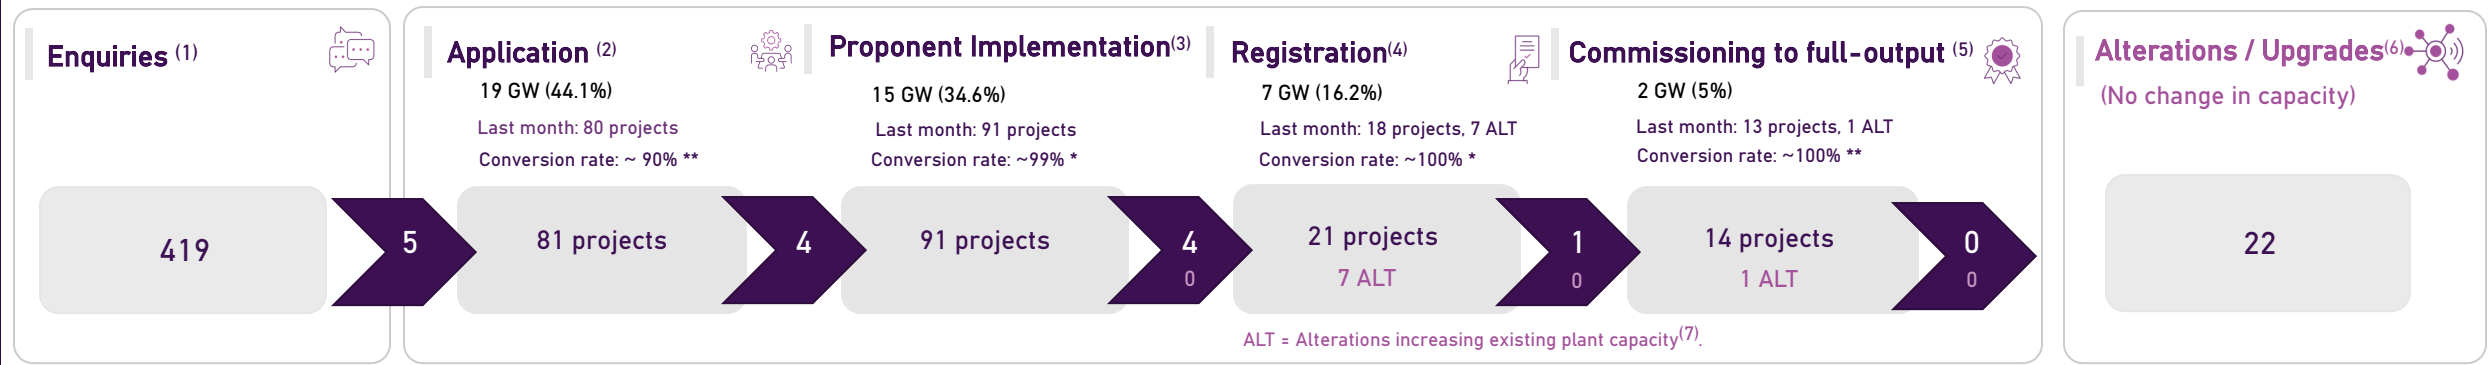 Enquiries (1)
419
5
Application (2)
19 GW (44.1%)
Last month: 80 projects
Conversion rate: ~ 90% **
81 projects
4
Proponent Implementation(3)
15 GW (34.6%)
Last month: 91 projects
Conversion rate: ~99% *
91 projects
4
0
Registration(4)
7 GW (16.2%)
Last month: 18 projects, 7 ALT
Conversion rate: ~100% *
21 projects
7 ALT
1
0
Commissioning to full-output (5)
2 GW (5%)
Last month: 13 projects, 1 ALT
Conversion rate: ~100% **
14 projects
1 ALT
0
0
ALT = Alterations increasing existing plant capacity(7).
Alterations / Upgrades(6)
(No change in capacity)
22